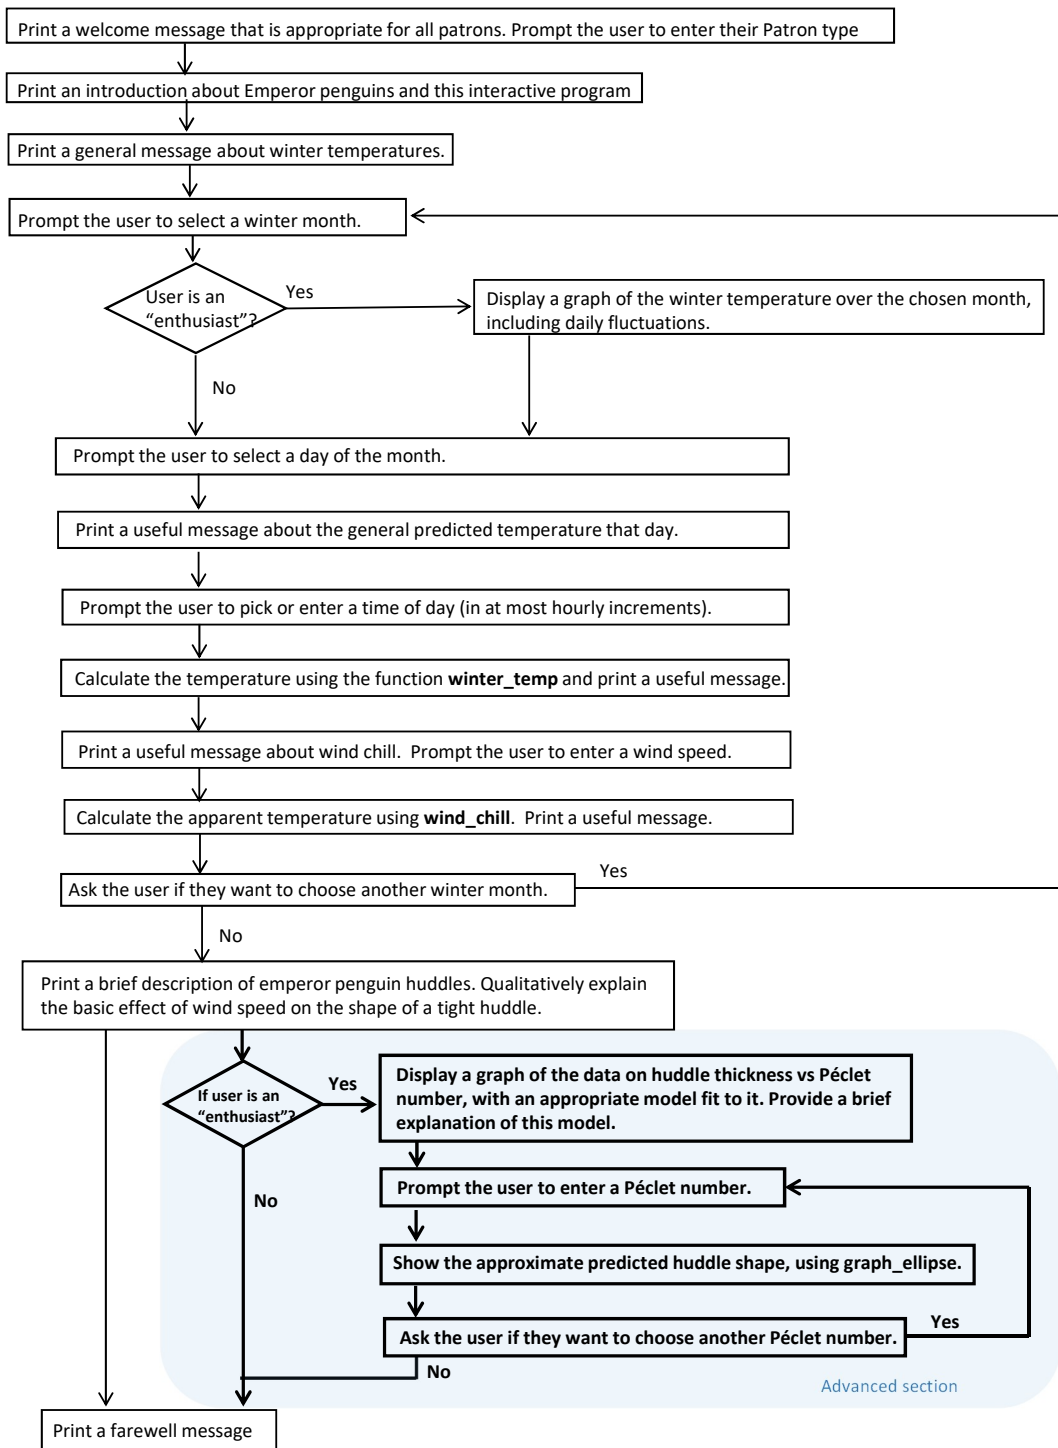 Print a welcome message that is appropriate for all patrons. Prompt the user to enter their Patron type
Print an introduction about Emperor penguins and this interactive program
Print a general message about winter temperatures.
Prompt the user to select a winter month.
User is an
“enthusiast”?
Yes
Display a graph of the winter temperature over the chosen month,
including daily fluctuations.
No
Prompt the user to select a day of the month.
Print a useful message about the general predicted temperature that day.
Prompt the user to pick or enter a time of day (in at most hourly increments).
Calculate the temperature using the function winter_temp and print a useful message.
Print a useful message about wind chill.  Prompt the user to enter a wind speed.
Calculate the apparent temperature using wind_chill.  Print a useful message.
Ask the user if they want to choose another winter month.
Yes
No
Print a brief description of emperor penguin huddles. Qualitatively explain
the basic effect of wind speed on the shape of a tight huddle.
If user is an
“enthusiast”?
Yes
Display a graph of the data on huddle thickness vs Péclet
number, with an appropriate model fit to it. Provide a brief
explanation of this model.
No
Prompt the user to enter a Péclet number.
Show the approximate predicted huddle shape, using graph_ellipse.
Ask the user if they want to choose another Péclet number.
Yes
No
Advanced section
Print a farewell message